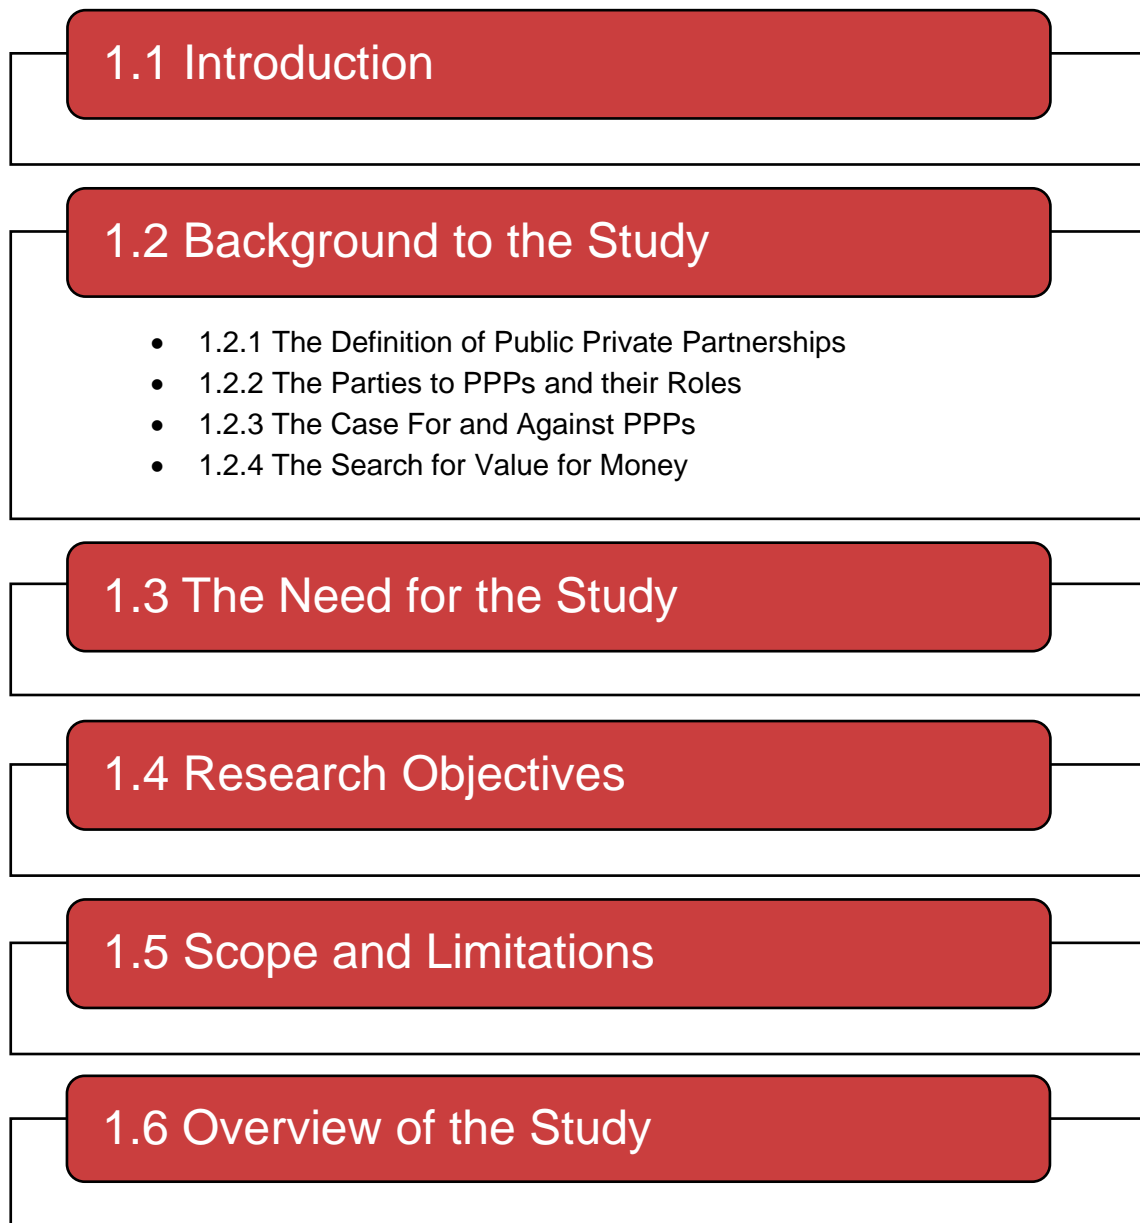 1.1 Introduction
1.2 Background to the Study
• 1.2.1 The Definition of Public Private Partnerships
• 1.2.2 The Parties to PPPs and their Roles
• 1.2.3 The Case For and Against PPPs
• 1.2.4 The Search for Value for Money
1.3 The Need for the Study
1.4 Research Objectives
1.5 Scope and Limitations
1.6 Overview of the Study